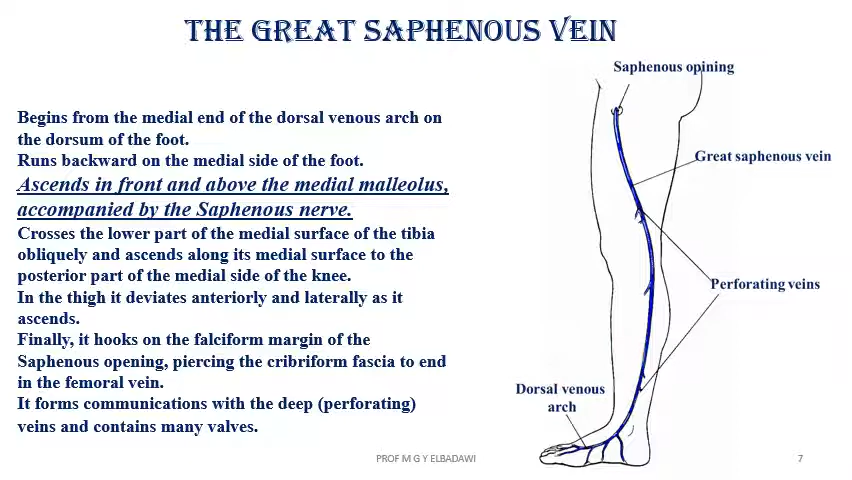 THE GREAT SAPHENOUS VEIN
Begins from the medial end of the dorsal venous arch on
the dorsum of the foot.
Runs backward on the medial side of the foot.
Ascends in front and above the medial malleolus,
accompanied by the Saphenous nerve.
Crosses the lower part of the medial surface of the tibia
obliquely and ascends along its medial surface to the
posterior part of the medial side of the knee.
In the thigh it deviates anteriorly and laterally as it
ascends.
Finally, it hooks on the falciform margin of the
Saphenous opening, piercing the cribriform fascia to end
in the femoral vein.
It forms communications with the deep (perforating)
veins and contains many valves.
Saphenous opining
Great saphenous vein
Perforating veins
Dorsal venous
arch
PROF M G Y ELBADAWI
7